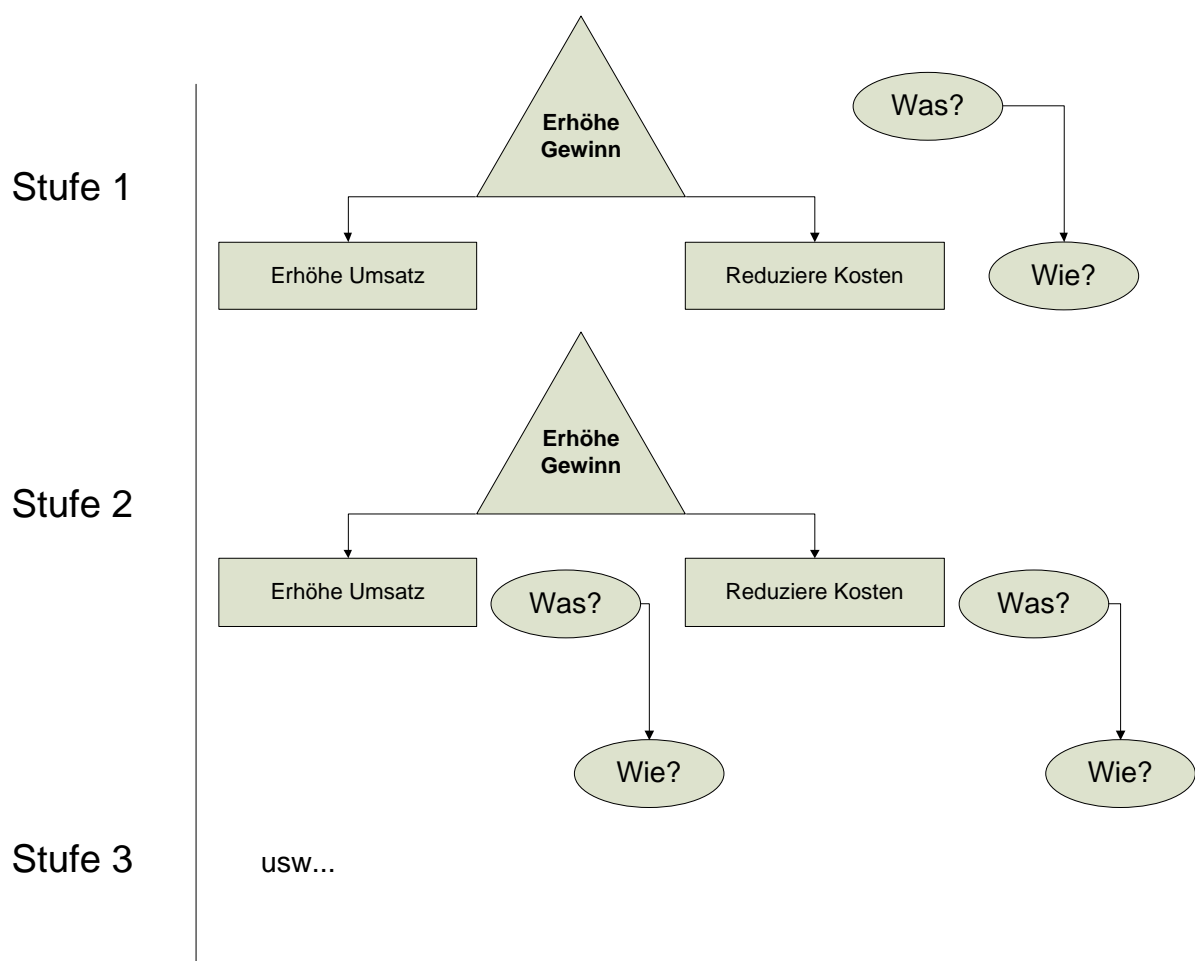 Erhöhe
Gewinn
Was?
Stufe 1
Erhöhe Umsatz
Reduziere Kosten
Wie?
Erhöhe
Gewinn
Stufe 2
Erhöhe Umsatz
Was?
Reduziere Kosten
Was?
Wie?
Wie?
Stufe 3
usw...